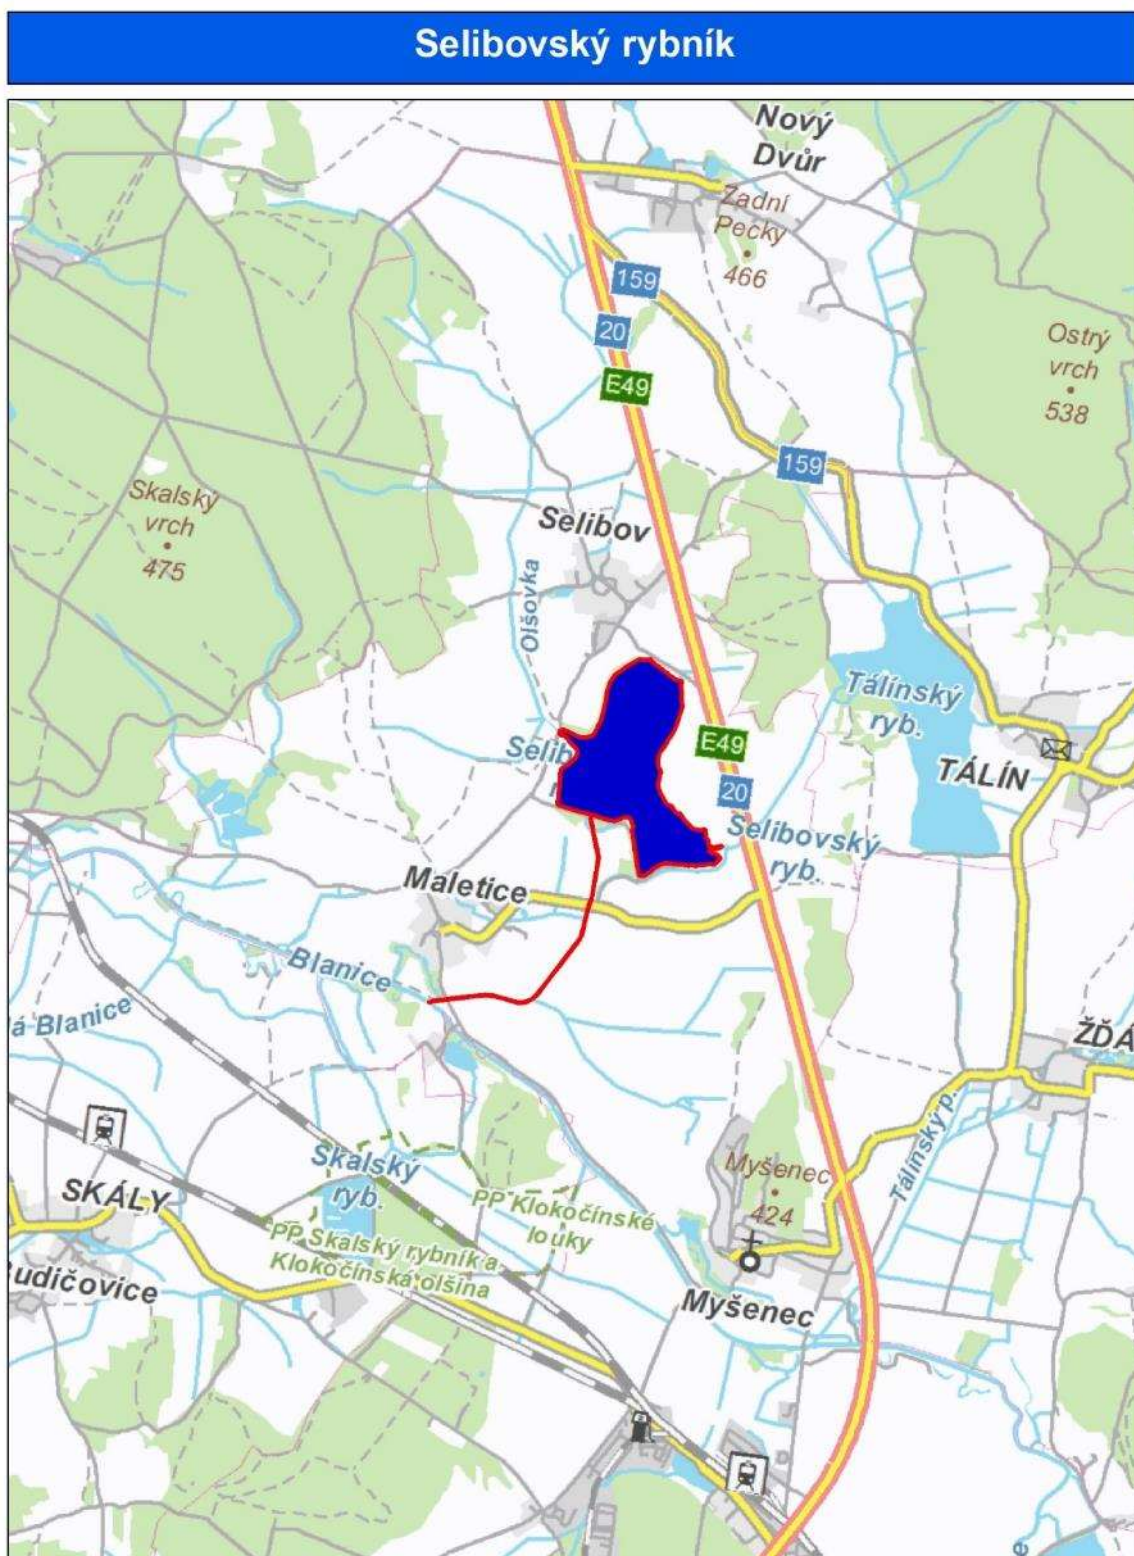 Selibovský rybník
Nový
Dvůr
Zadní
Pecky
466
159
20
E49
Ostrý
vrch
538
159
Skalský
vrch
475
Selibov
Olšovka
Tálínský
ryb.
E49
Selib
20
TÁLÍN
Selibovský
ryb.
Maletice
Blanice
á Blanice
ŽĎÁ
Tálínský p.
Skalský
ryb.
SKÁLY
PP Klokočínské
louky
Myšenec
424
PP Skalský rybník a
Klokočínská olšina
udičovice
Myšenec
e